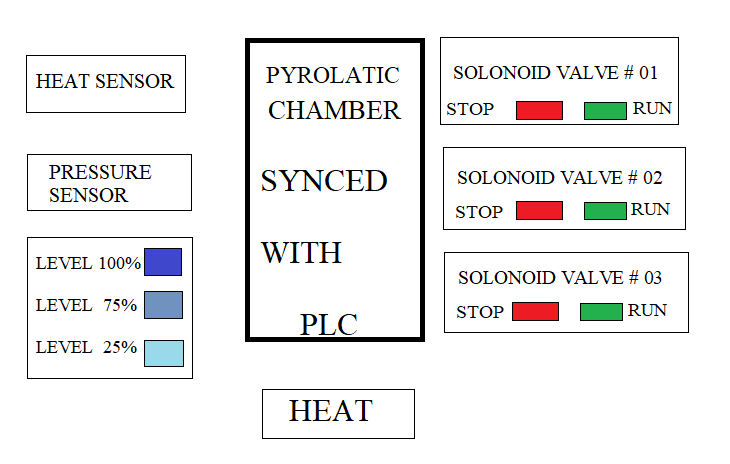 HEAT SENSOR
PRESSURE
SENSOR
LEVEL 100%
LEVEL 75%
LEVEL 25%
PYROLATIC
CHAMBER
SYNCED
WITH
PLC
HEAT
SOLONOID VALVE # 01
STOP RUN
SOLONOID VALVE # 02
STOP RUN
SOLONOID VALVE # 03
STOP RUN